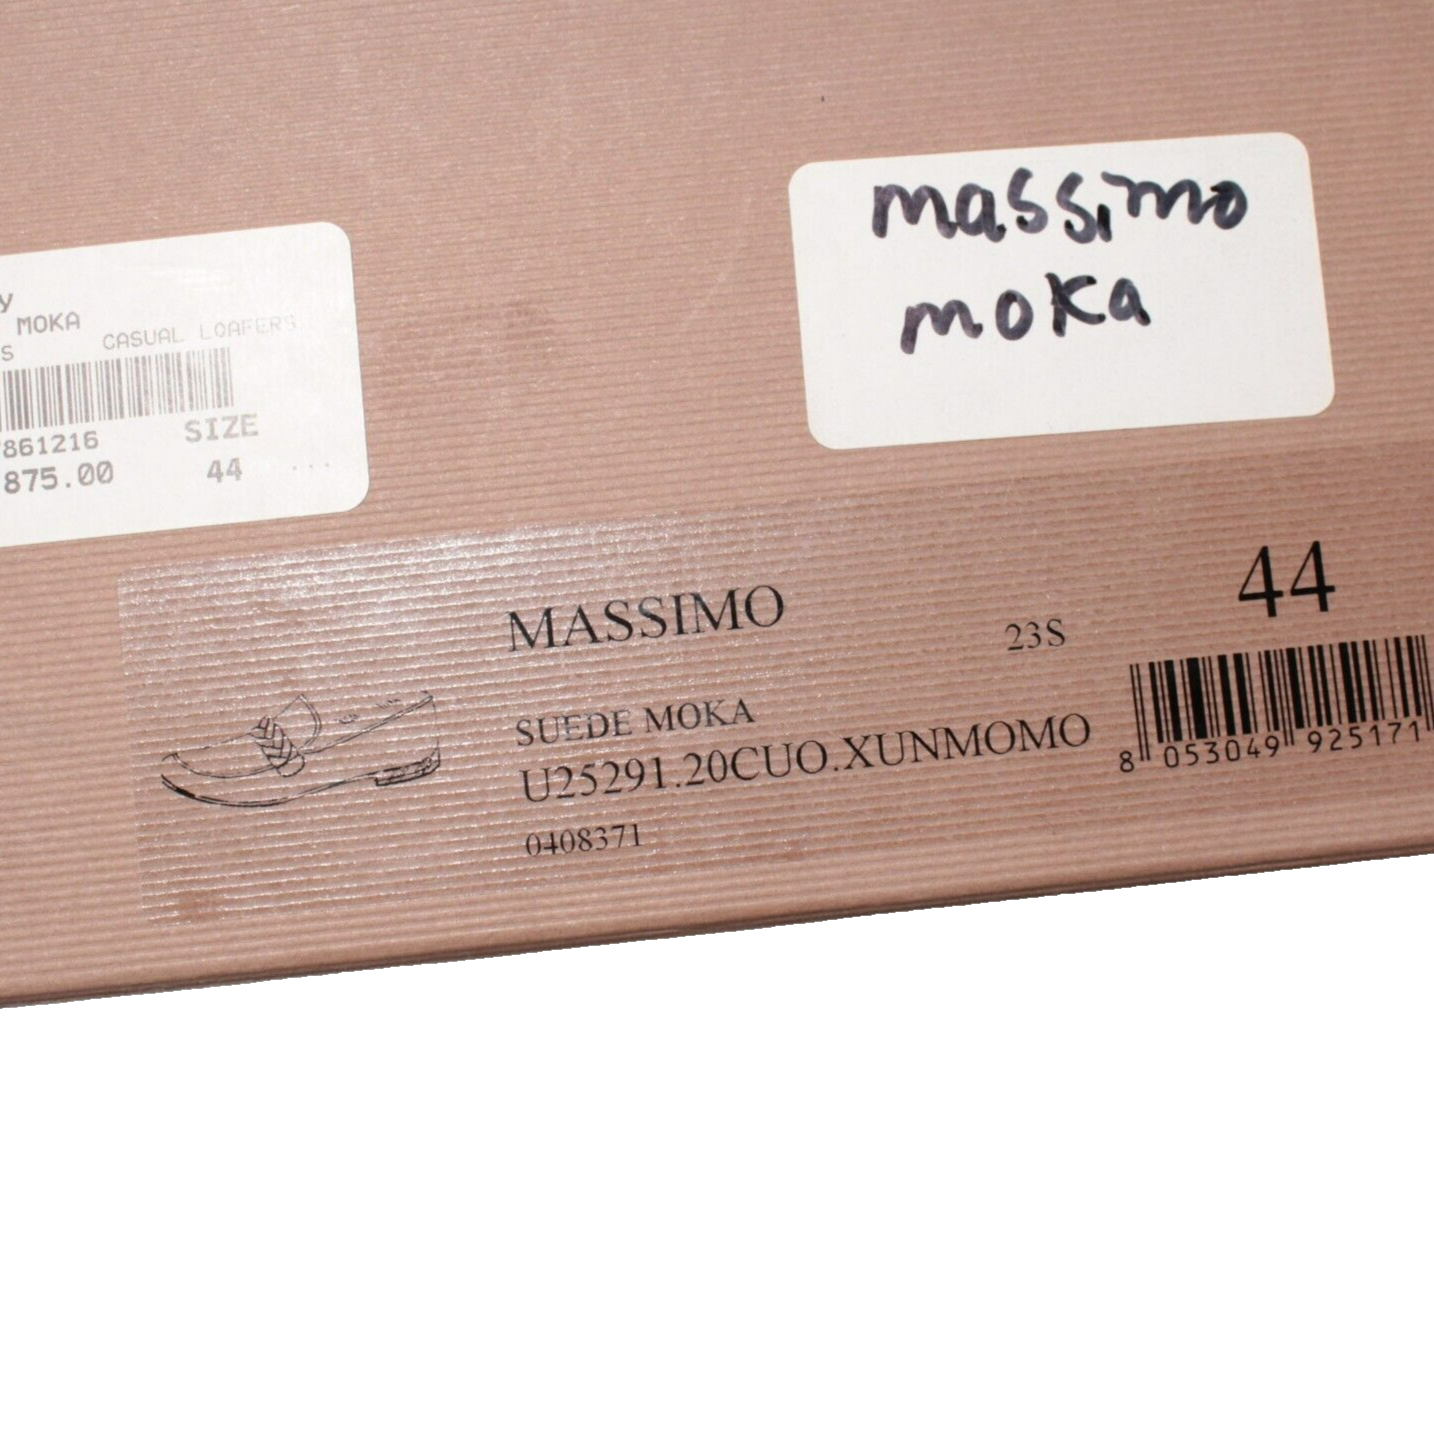 massimo
moka
y
MOKA
S CASUAL LOAFERS
861216 SIZE
875.00 44
MASSIMO 23S 44
SUEDE MOKA
U25291.20CUO.XUNMOMO
0408371
8 053049 925171